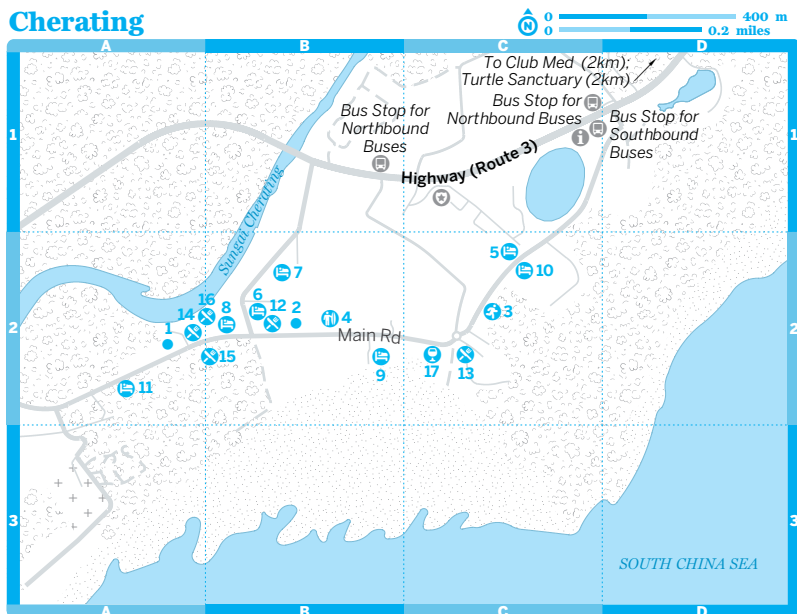 Cherating
N
0 400 m
0 0.2 miles
A B C D
To Club Med (2km);
Turtle Sanctuary (2km)
Bus Stop for
Northbound Buses
Bus Stop for
Northbound
Buses
Bus Stop for
Southbound
Buses
1 1
Highway (Route 3)
Sungai Cherating
5
10
7
16
6
14 8 12 2
4
3
1
2 2
Main Rd
15
9
17
13
11
3 3
SOUTH CHINA SEA
A B C D